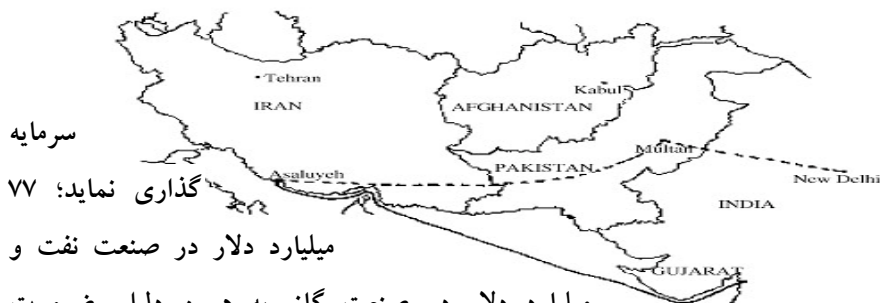 Tehran
Kabul
IRAN
AFGHANISTAN
سرمایه
Multan
PAKISTAN
Asaluyeh
New Delhi
گذاری نماید؛ ۷۷
INDIA
میلیارد دلار در صنعت نفت و
GUJARAT